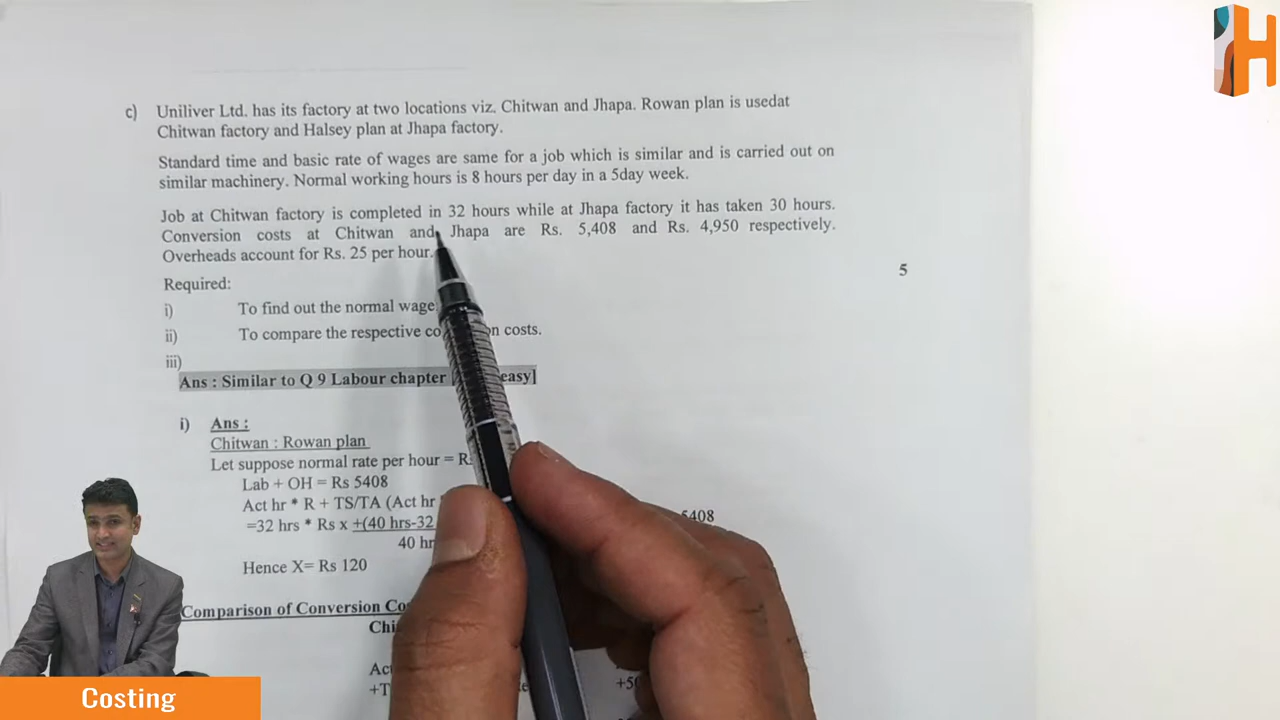 c) Uniliver Ltd. has its factory at two locations viz. Chitwan and Jhapa. Rowan plan is usedat
Chitwan factory and Halsey plan at Jhapa factory.
Standard time and basic rate of wages are same for a job which is similar and is carried out on
similar machinery. Normal working hours is 8 hours per day in a 5day week.
Job at Chitwan factory is completed in 32 hours while at Jhapa factory it has taken 30 hours.
Conversion costs at Chitwan and Jhapa are Rs. 5,408 and Rs. 4,950 respectively.
Overheads account for Rs. 25 per hour.
5
Required:
i) To find out the normal wage
ii) To compare the respective costs.
iii)
Ans : Similar to Q 9 Labour chapter easy]
i) Ans :
Chitwan : Rowan plan
Let suppose normal rate per hour =
Lab + OH = Rs 5408
Act hr * R + TS/TA (Act hr
=32 hrs * Rs x +(40 hrs-32 5408
40 hr
Hence X= Rs 120
Comparison of Conversion
H
Costing